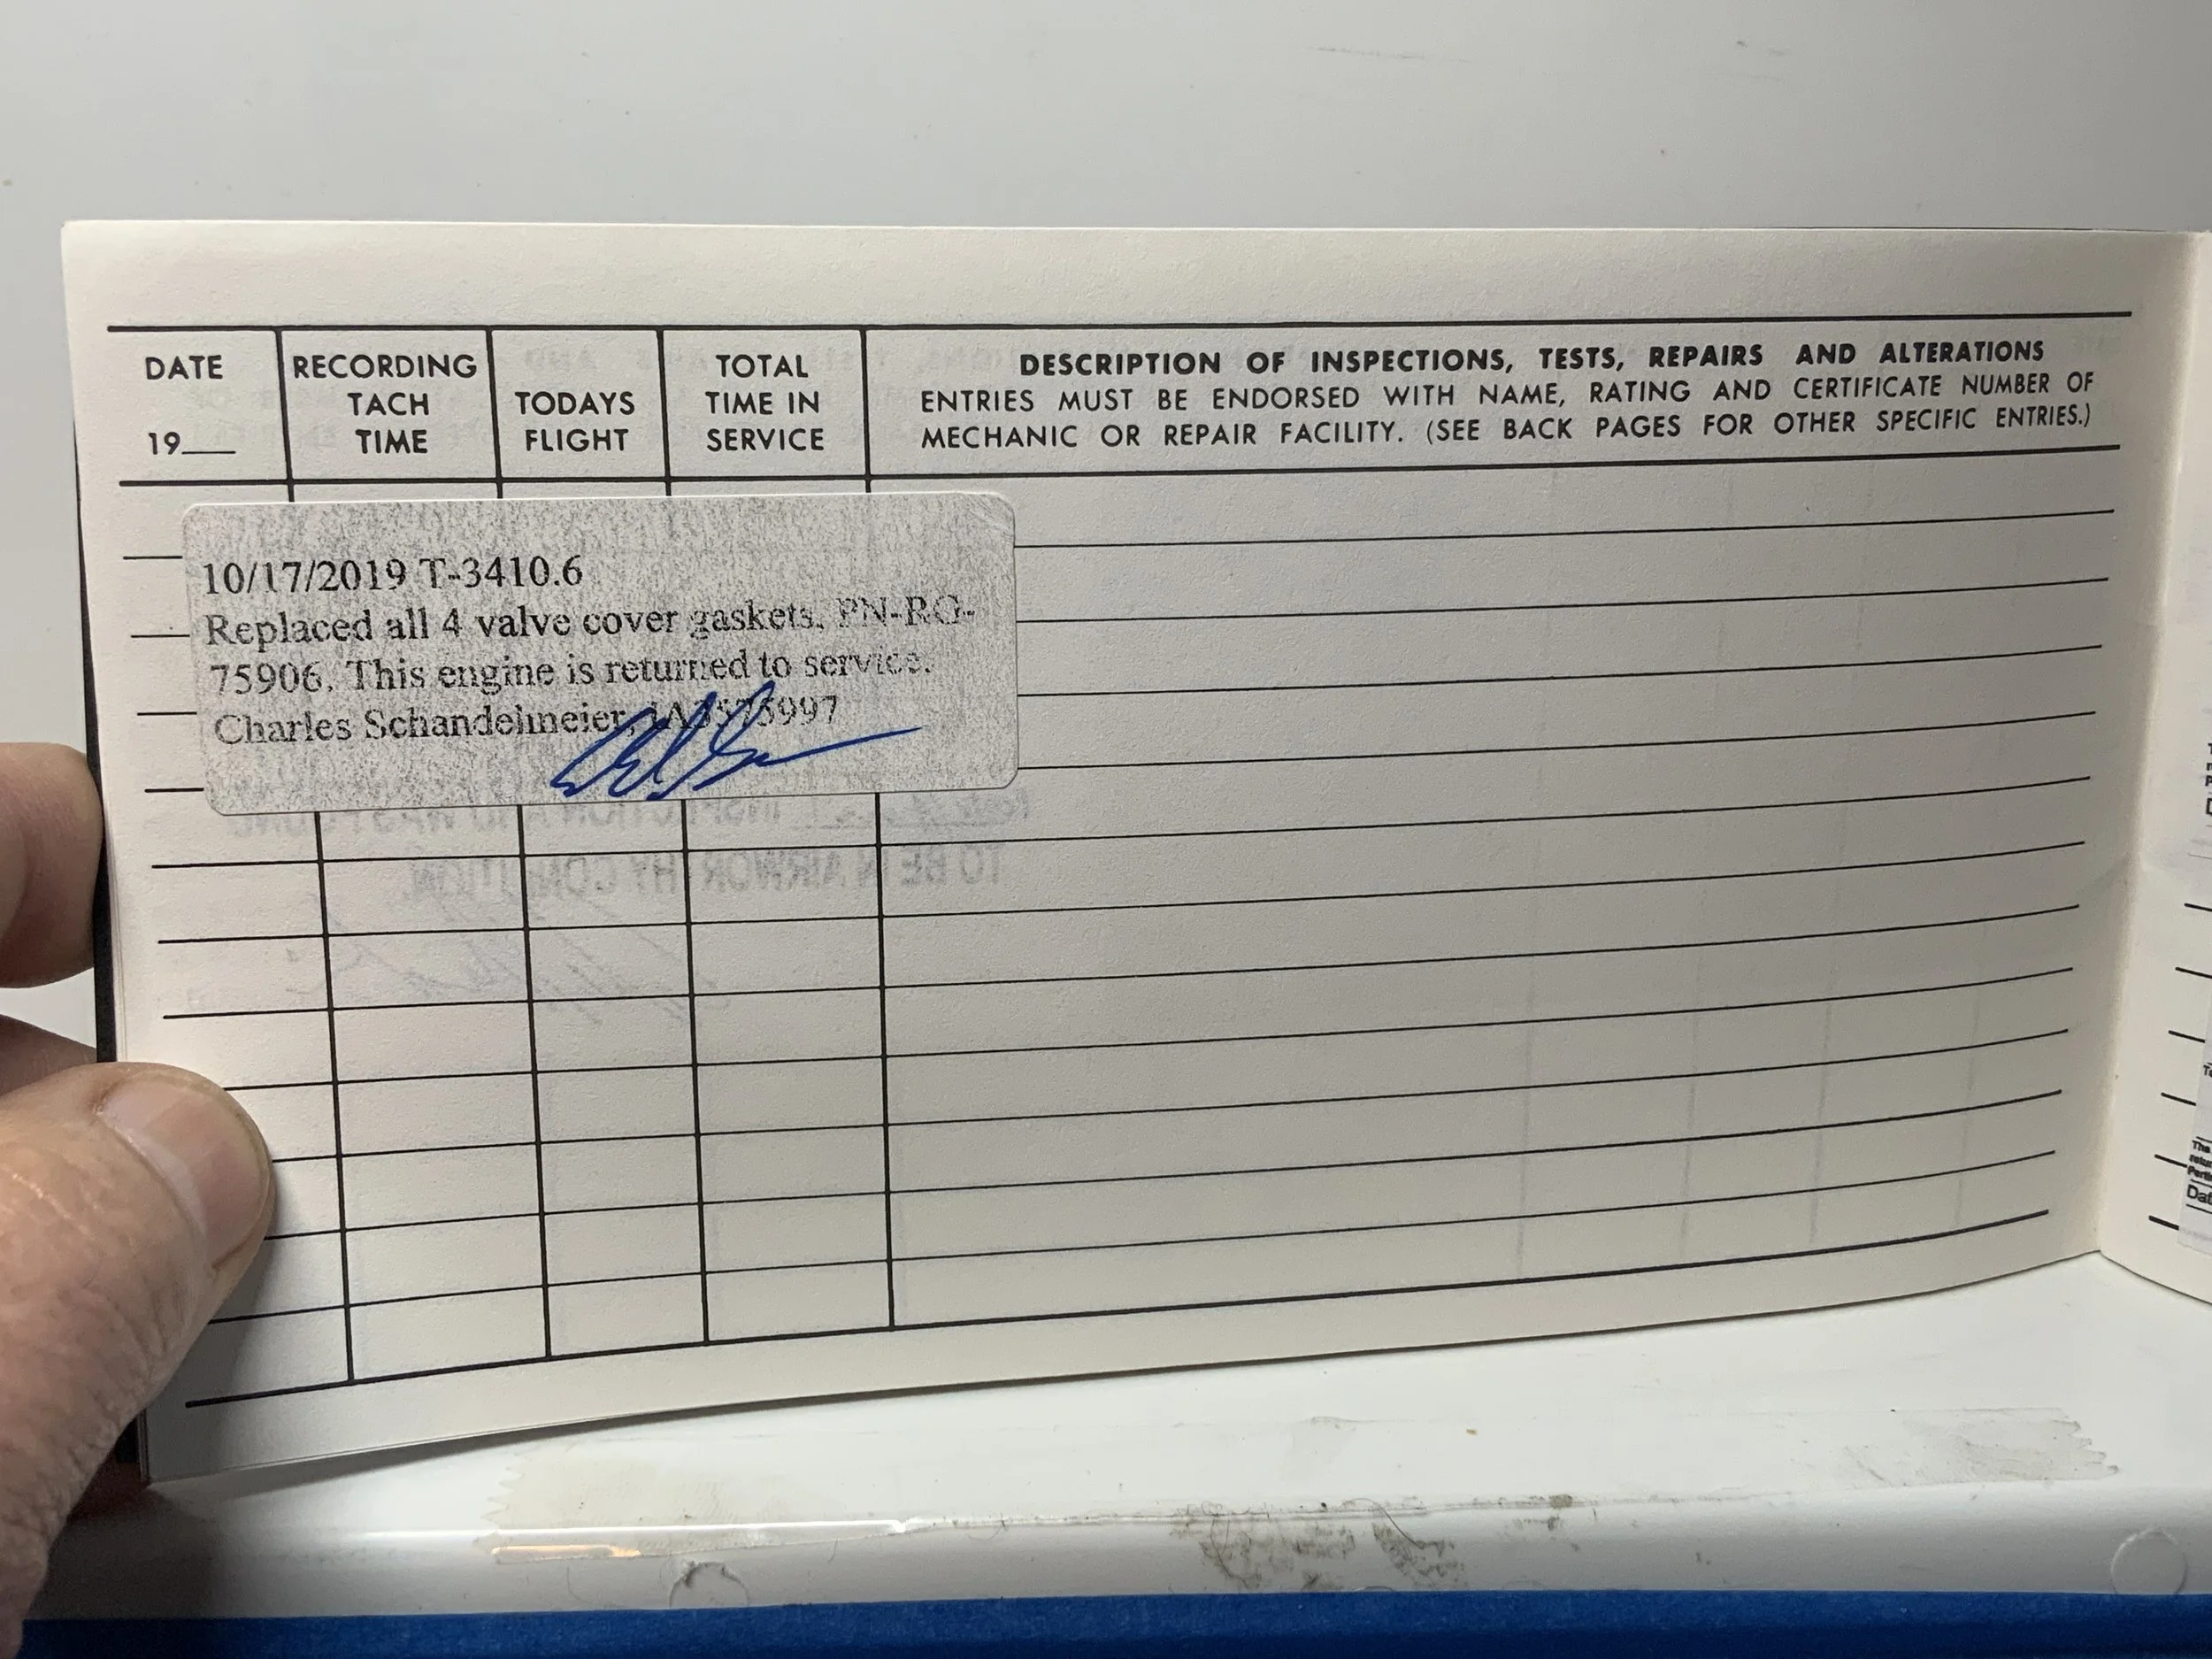 DATE
19___
RECORDING
TACH
TIME
TODAYS
FLIGHT
TOTAL
TIME IN
SERVICE
DESCRIPTION OF INSPECTIONS, TESTS, REPAIRS AND ALTERATIONS
ENTRIES MUST BE ENDORSED WITH NAME, RATING AND CERTIFICATE NUMBER OF
MECHANIC OR REPAIR FACILITY. (SEE BACK PAGES FOR OTHER SPECIFIC ENTRIES.)
10/17/2019 T-3410.6
Replaced all 4 valve cover gaskets. PN-RG-
75906. This engine is returned to service.
Charles Schandelmeier,